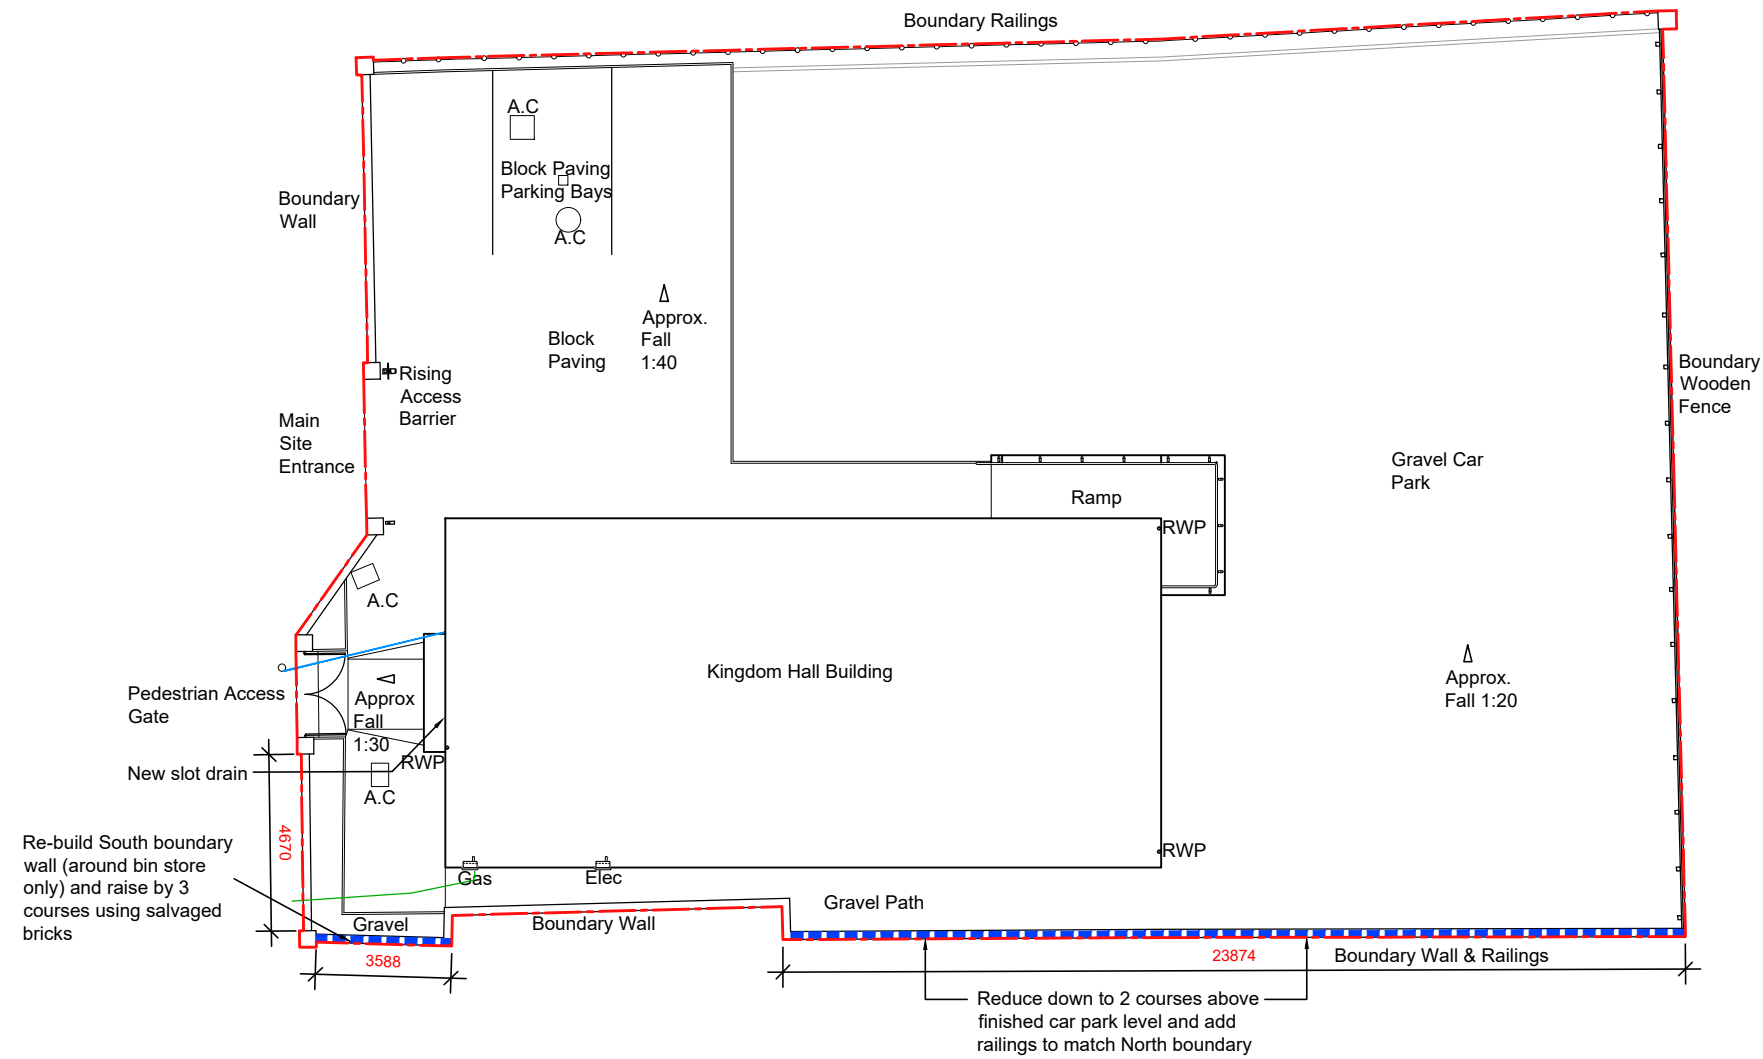 Boundary Railings
A.C
Block Paving
Parking Bays
A.C
Boundary
Wall
Approx.
Fall
1:40
Block
Paving
Rising
Access
Barrier
Main
Site
Entrance
Boundary
Wooden
Fence
Gravel Car
Park
Ramp
RWP
A.C
Kingdom Hall Building
Approx.
Fall 1:20
Pedestrian Access
Gate
Approx
Fall
1:30
RWP
New slot drain
A.C
4670
Re-build South boundary
wall (around bin store
only) and raise by 3
courses using salvaged
bricks
RWP
Gas
Elec
Gravel Path
Gravel
Boundary Wall
3588
23874
Boundary Wall & Railings
Reduce down to 2 courses above
finished car park level and add
railings to match North boundary